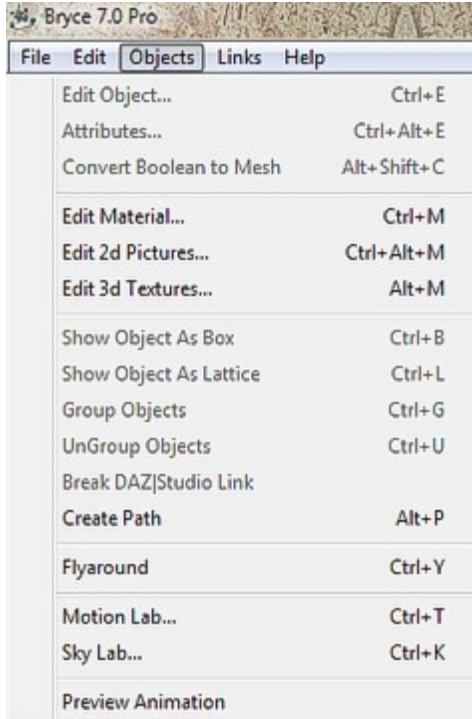 Bryce 7.0 Pro
File Edit Objects Links Help
Edit Object... Ctrl+E
Attributes... Ctrl+Alt+E
Convert Boolean to Mesh Alt+Shift+C
Edit Material... Ctrl+M
Edit 2d Pictures... Ctrl+Alt+M
Edit 3d Textures... Alt+M
Show Object As Box Ctrl+B
Show Object As Lattice Ctrl+L
Group Objects Ctrl+G
UnGroup Objects Ctrl+U
Break DAZ|Studio Link
Create Path Alt+P
Flyaround Ctrl+Y
Motion Lab... Ctrl+T
Sky Lab... Ctrl+K
Preview Animation